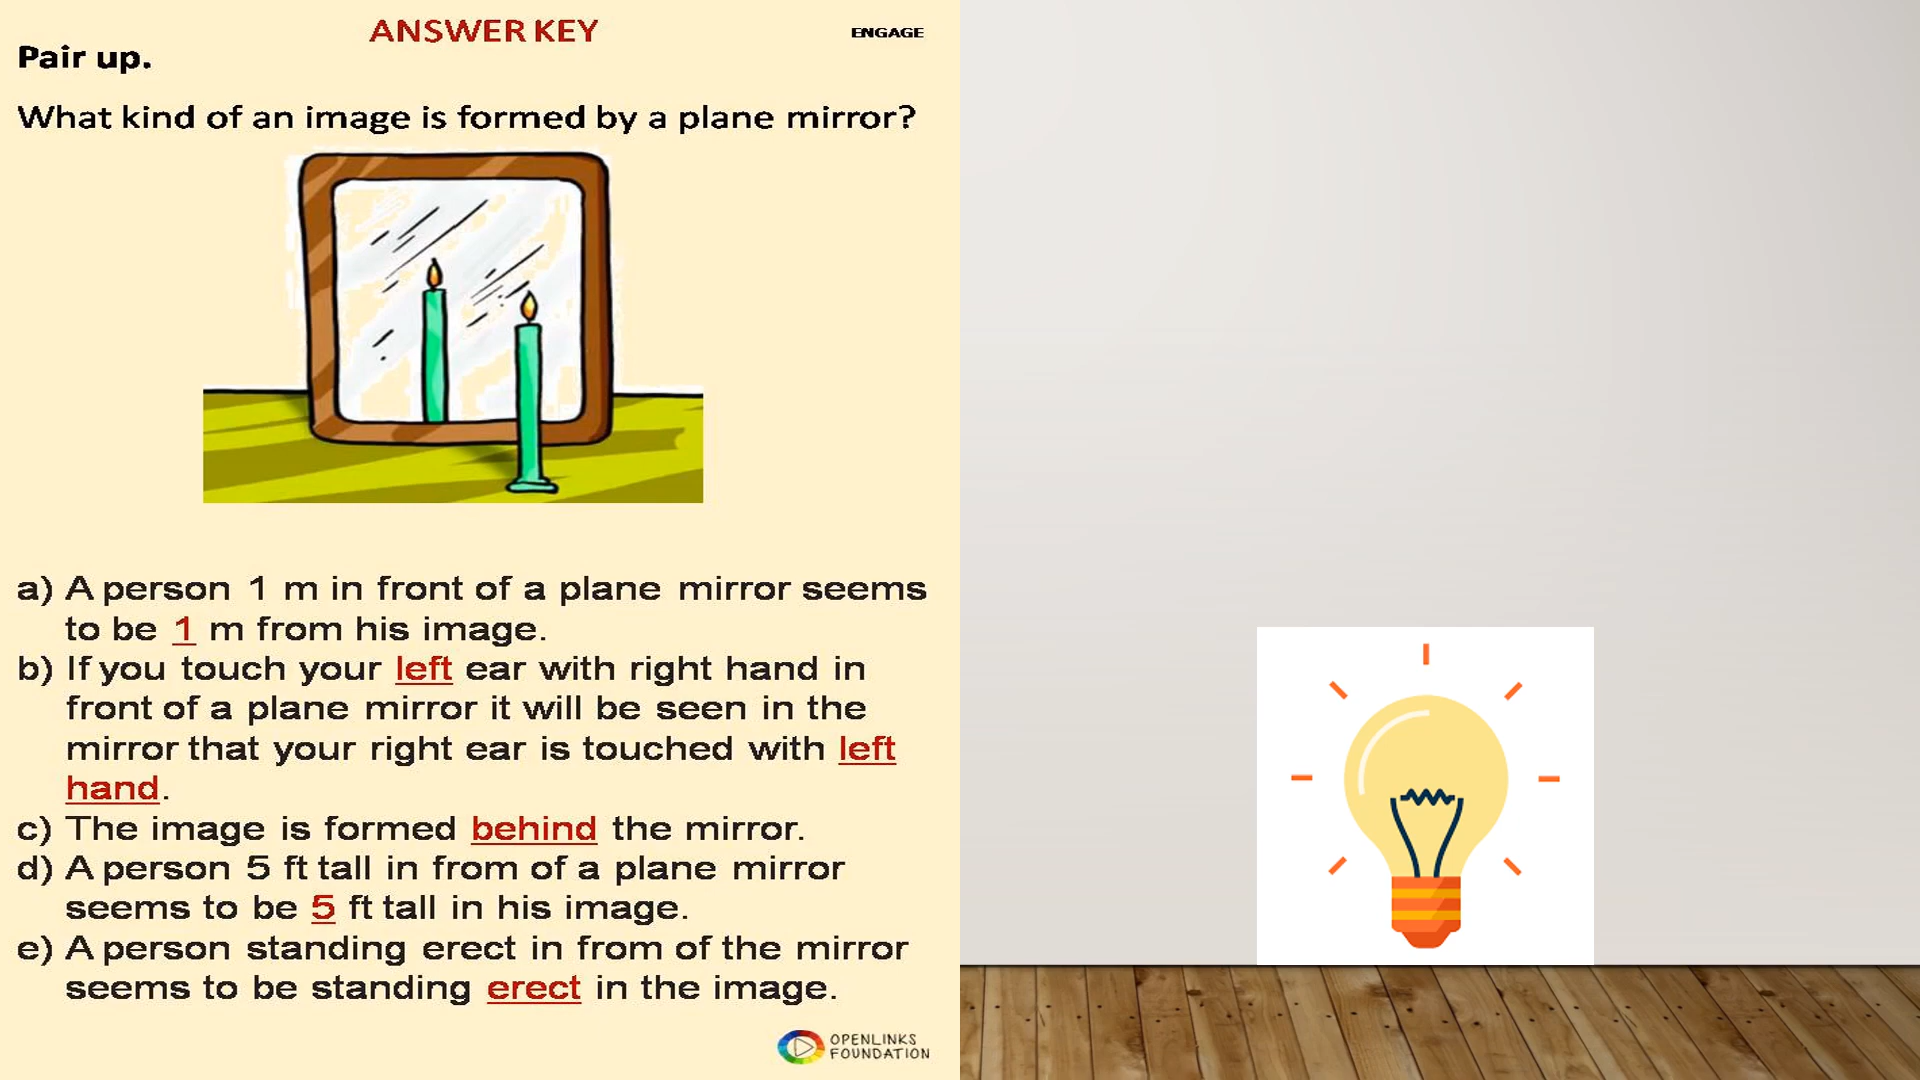 ANSWER KEY
ENGAGE
Pair up.
What kind of an image is formed by a plane mirror?
a) A person 1 m in front of a plane mirror seems
to be 1 m from his image.
b) If you touch your left ear with right hand in
front of a plane mirror it will be seen in the
mirror that your right ear is touched with left
hand.
c) The image is formed behind the mirror.
d) A person 5 ft tall in from of a plane mirror
seems to be 5 ft tall in his image.
e) A person standing erect in from of the mirror
seems to be standing erect in the image.
OPENLINKS
FOUNDATION